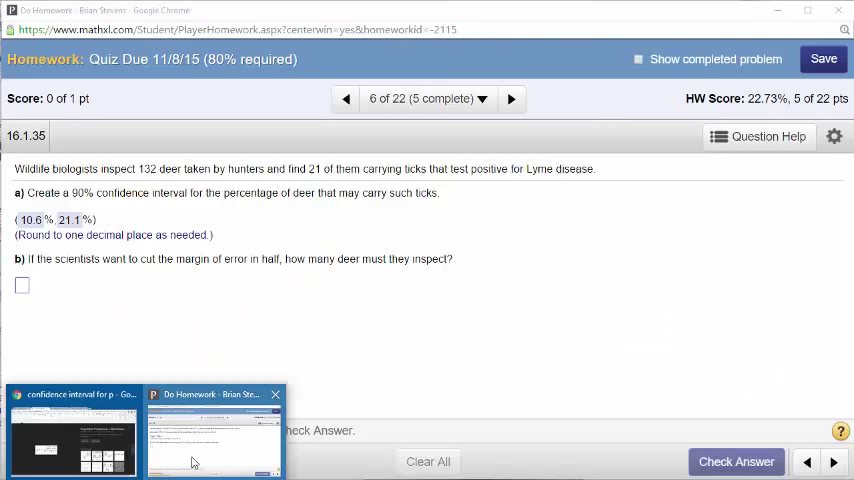 Do Homework - Brian Stevens - Google Chrome
https://www.mathxl.com/Student/PlayerHomework.aspx?centerwin=yes&homeworkid=-2115
Homework: Quiz Due 11/8/15 (80% required)
Show completed problem
Save
Score: 0 of 1 pt
6 of 22 (5 complete)
HW Score: 22.73%, 5 of 22 pts
16.1.35
Question Help
Wildlife biologists inspect 132 deer taken by hunters and find 21 of them carrying ticks that test positive for Lyme disease.
a) Create a 90% confidence interval for the percentage of deer that may carry such ticks.
( 10.6 %, 21.1 %)
(Round to one decimal place as needed.)
b) If the scientists want to cut the margin of error in half, how many deer must they inspect?
confidence interval for p - Go...
P Do Homework - Brian Ste...
heck Answer.
?
Clear All
Check Answer